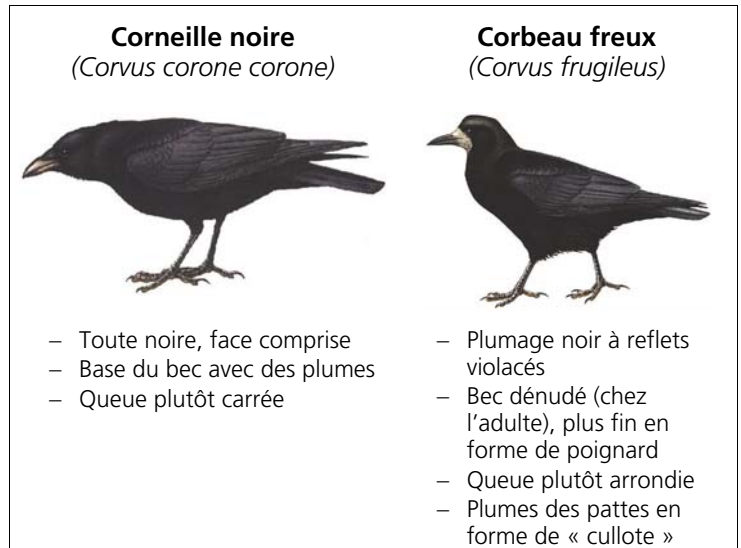 Corneille noire
(Corvus corone corone)
– Toute noire, face comprise
– Base du bec avec des plumes
– Queue plutôt carrée
Corbeau freux
(Corvus frugileus)
– Plumage noir à reflets
violacés
– Bec dénudé (chez
l'adulte), plus fin en
forme de poignard
– Queue plutôt arrondie
– Plumes des pattes en
forme de « cullote »